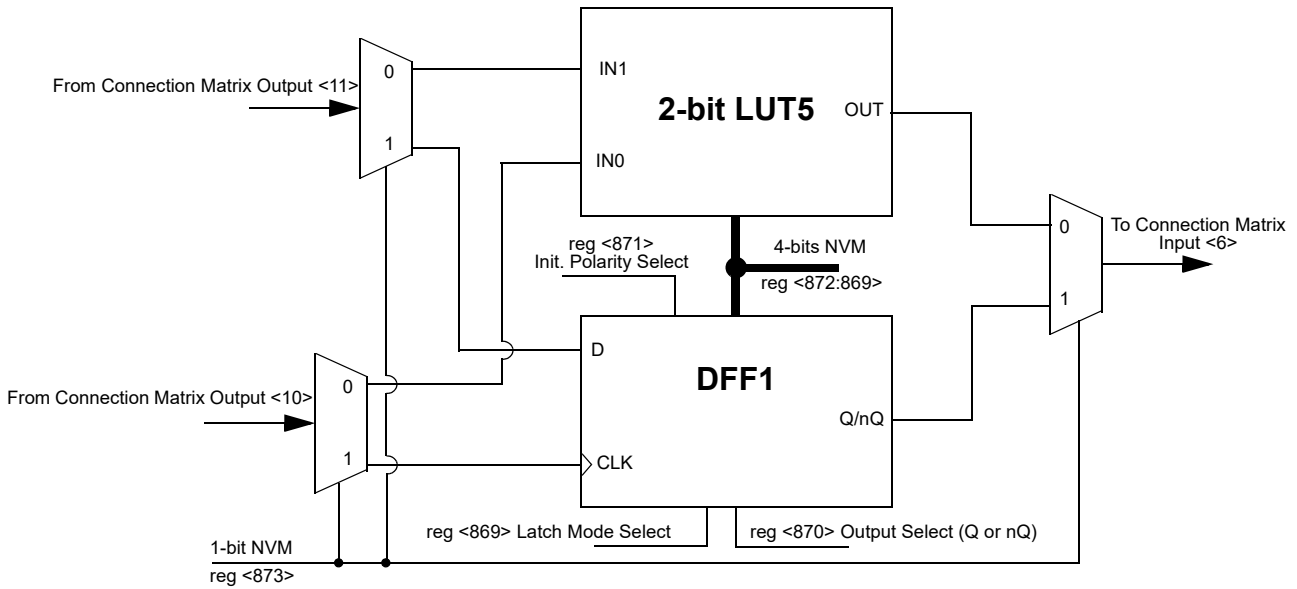 From Connection Matrix Output <11>
0
1
IN1
IN0
2-bit LUT5
OUT
reg <871>
Init. Polarity Select
4-bits NVM
reg <872:869>
0
1
To Connection Matrix
Input <6>
From Connection Matrix Output <10>
0
1
D
CLK
DFF1
Q/nQ
reg <869> Latch Mode Select
reg <870> Output Select (Q or nQ)
1-bit NVM
reg <873>